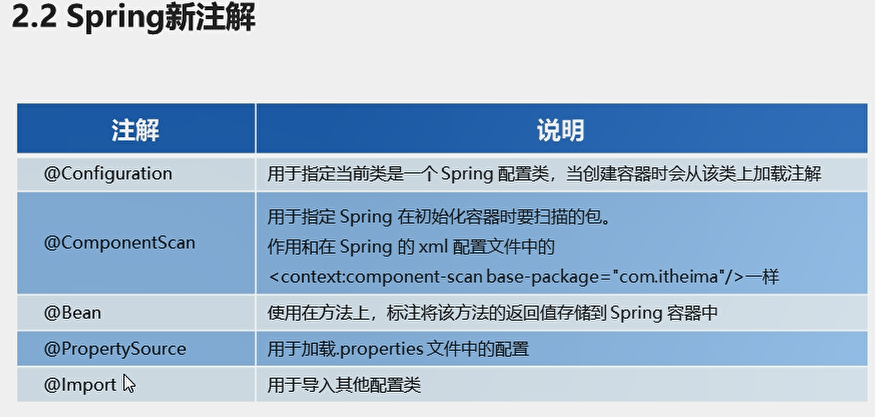 2.2 Spring新注解
注解 说明
@Configuration 用于指定当前类是一个 Spring 配置类，当创建容器时会从该类上加载注解
@ComponentScan
用于指定 Spring 在初始化容器时要扫描的包。
作用和在 Spring 的 xml 配置文件中的
<context:component-scan base-package="com.itheima"/>一样
@Bean 使用在方法上，标注将该方法的返回值存储到 Spring 容器中
@PropertySource 用于加载.properties 文件中的配置
@Import 用于导入其他配置类